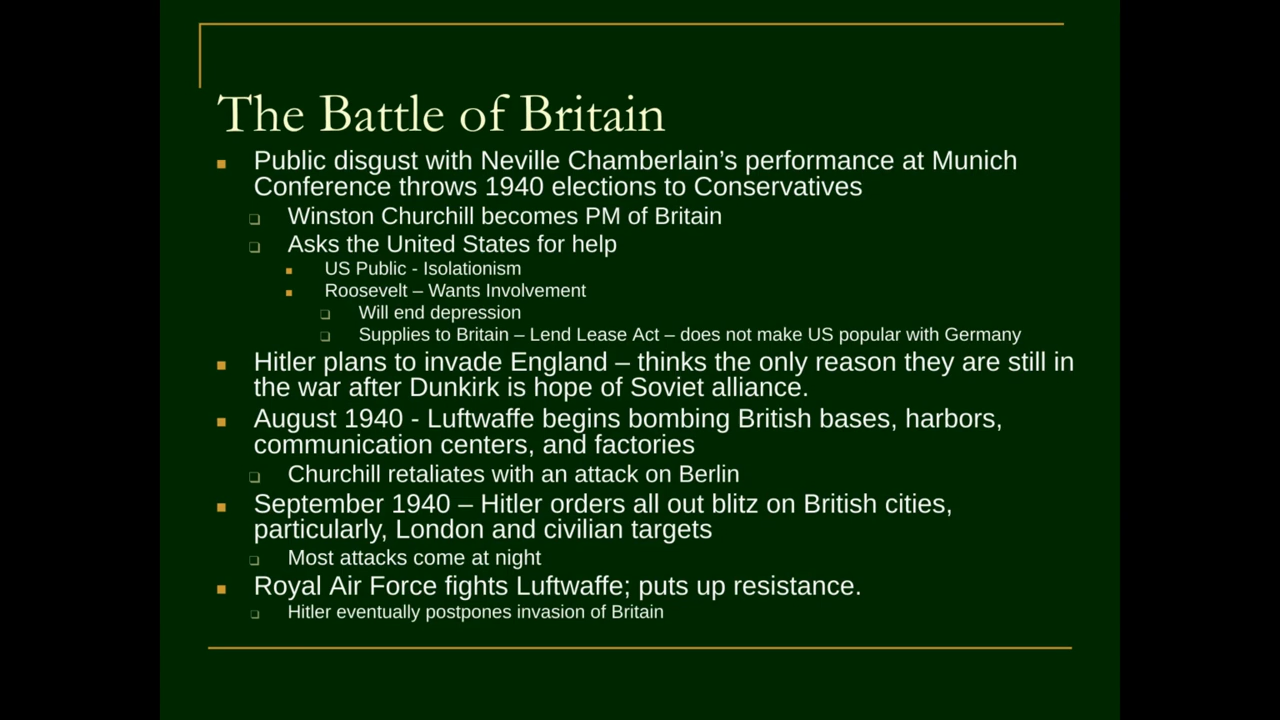 The Battle of Britain
Public disgust with Neville Chamberlain’s performance at Munich
Conference throws 1940 elections to Conservatives
Winston Churchill becomes PM of Britain
Asks the United States for help
US Public - Isolationism
Roosevelt – Wants Involvement
Will end depression
Supplies to Britain – Lend Lease Act – does not make US popular with Germany
Hitler plans to invade England – thinks the only reason they are still in
the war after Dunkirk is hope of Soviet alliance.
August 1940 - Luftwaffe begins bombing British bases, harbors,
communication centers, and factories
Churchill retaliates with an attack on Berlin
September 1940 – Hitler orders all out blitz on British cities,
particularly, London and civilian targets
Most attacks come at night
Royal Air Force fights Luftwaffe; puts up resistance.
Hitler eventually postpones invasion of Britain